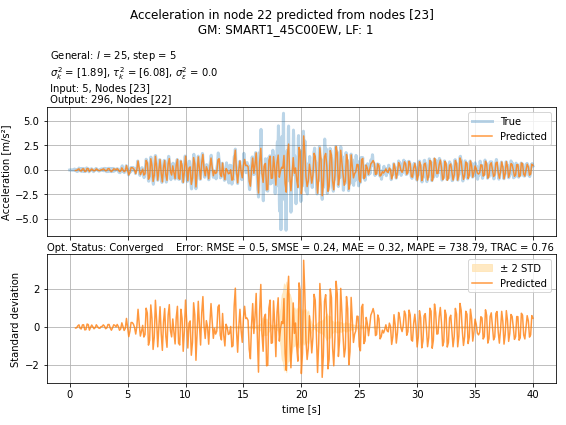 Acceleration in node 22 predicted from nodes [23]
GM: SMART1_45C00EW, LF: 1
General: l = 25, step = 5
σ²ₖ = [1.89], τ²ₖ = [6.08], σ²ε = 0.0
Input: 5, Nodes [23]
Output: 296, Nodes [22]
Acceleration [m/s²]
5.0
2.5
0.0
−2.5
−5.0
True
Predicted
Opt. Status: Converged Error: RMSE = 0.5, SMSE = 0.24, MAE = 0.32, MAPE = 738.79, TRAC = 0.76
Standard deviation
2
0
−2
± 2 STD
Predicted
0 5 10 15 20 25 30 35 40
time [s]